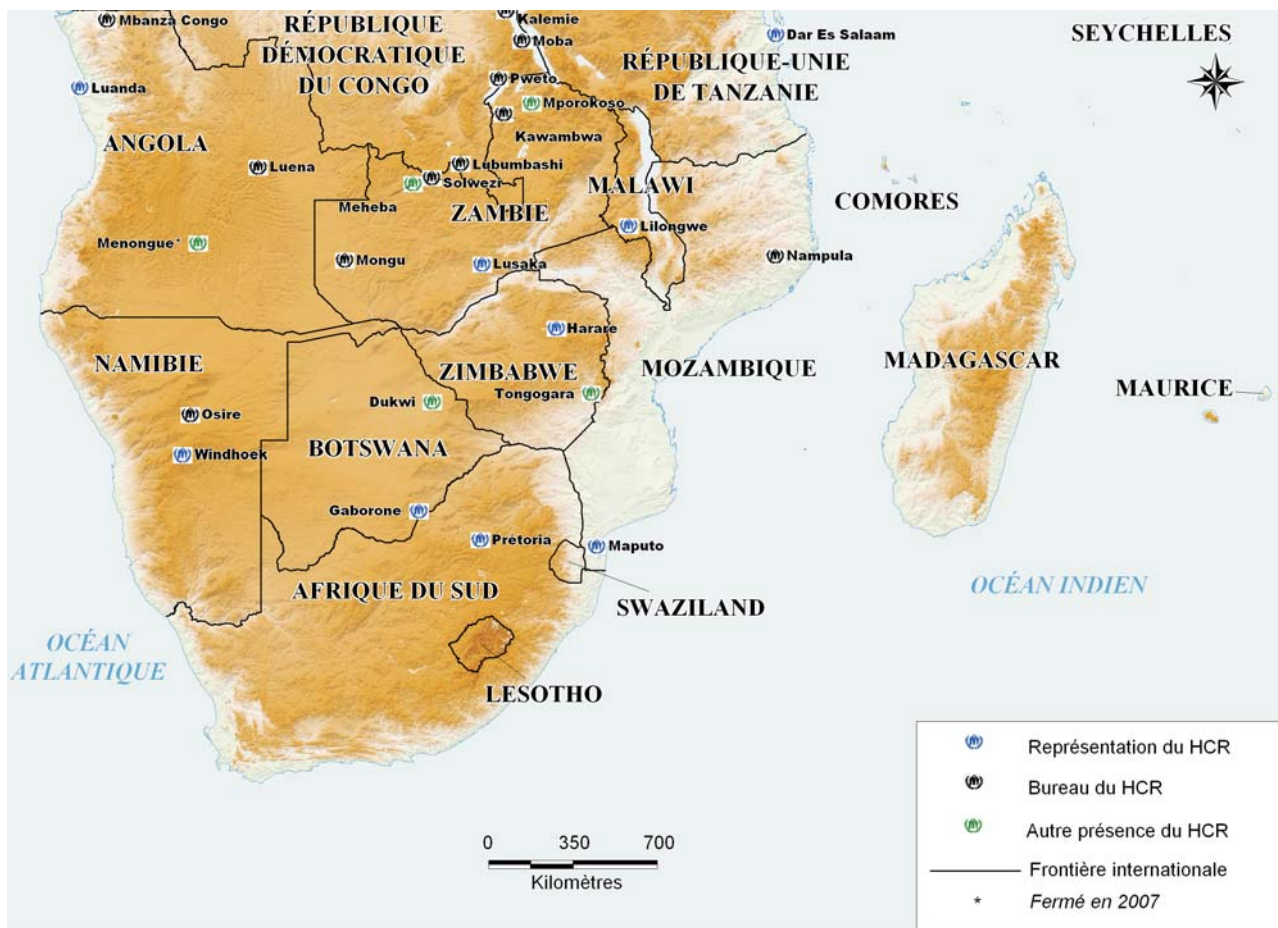 Mbanza Congo
RÉPUBLIQUE
DÉMOCRATIQUE
DU CONGO
Kalemie
Moba
Dar Es Salaam
SEYCHELLES
RÉPUBLIQUE-UNIE
DE TANZANIE
Pweto
Luanda
Mporokoso
Kawambwa
ANGOLA
Luena
Lubumbashi
Solwezi
MALAWI
Meheba
ZAMBIE
COMORES
Lilongwe
Menongue*
Mongu
Lusaka
Nampula
Harare
NAMIBIE
ZIMBABWE
MOZAMBIQUE
MADAGASCAR
MAURICE
Dukwi
Tongogara
Osire
BOTSWANA
Windhoek
Gaborone
Prétoria
Maputo
AFRIQUE DU SUD
SWAZILAND
OCÉAN INDIEN
OCÉAN
ATLANTIQUE
LESOTHO
Représentation du HCR
Bureau du HCR
Autre présence du HCR
Frontière internationale
* Fermé en 2007
0 350 700
Kilomètres